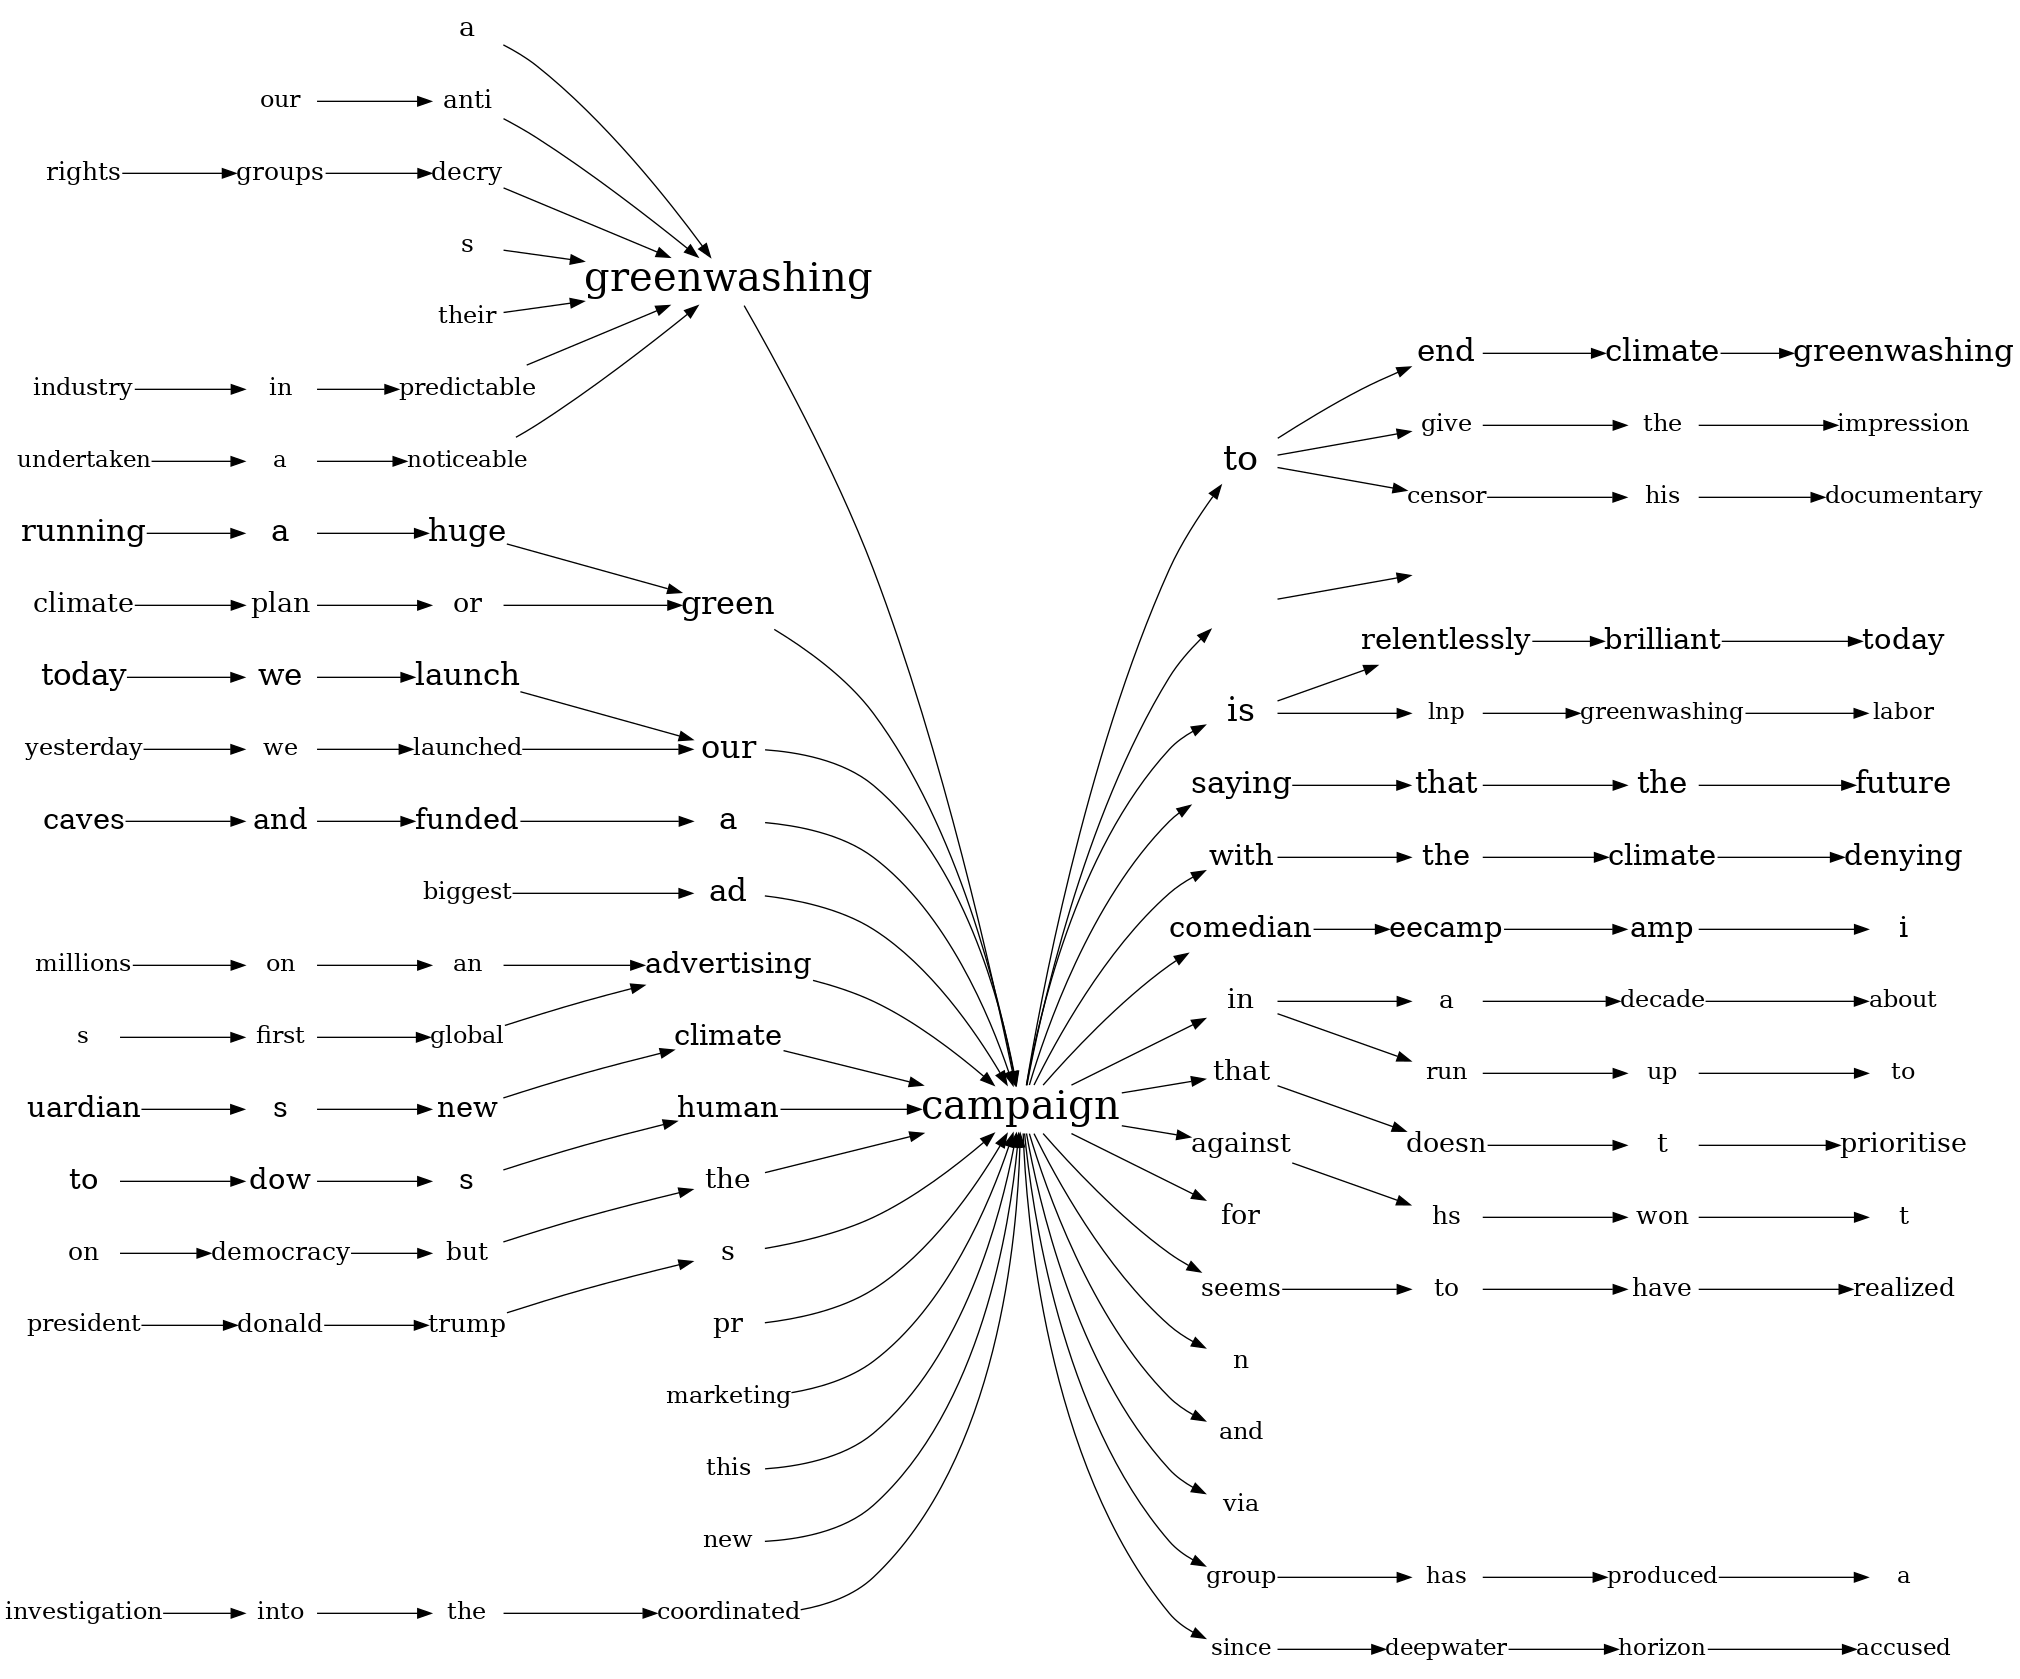 a
our anti
rights groups decry
s
greenwashing
their
end climate greenwashing
industry in predictable
give the impression
undertaken a noticeable
to
censor his documentary
running a huge
climate plan or green
relentlessly brilliant today
today we launch
is lnp greenwashing labor
yesterday we launched our
saying that the future
caves and funded a
with the climate denying
biggest ad
comedian eecamp amp i
millions on an advertising
in a decade about
s first global
climate
that run up to
uardian s new human campaign
against doesn t prioritise
to dow s the
for hs won t
on democracy but s
seems to have realized
president donald trump pr
n
marketing
and
this
via
new
group has produced a
investigation into the coordinated
since deepwater horizon accused